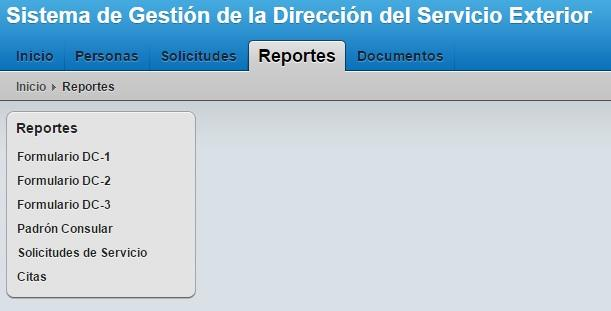 Sistema de Gestión de la Dirección del Servicio Exterior
Inicio Personas Solicitudes Reportes Documentos
Inicio Reportes
Reportes
Formulario DC-1
Formulario DC-2
Formulario DC-3
Padrón Consular
Solicitudes de Servicio
Citas